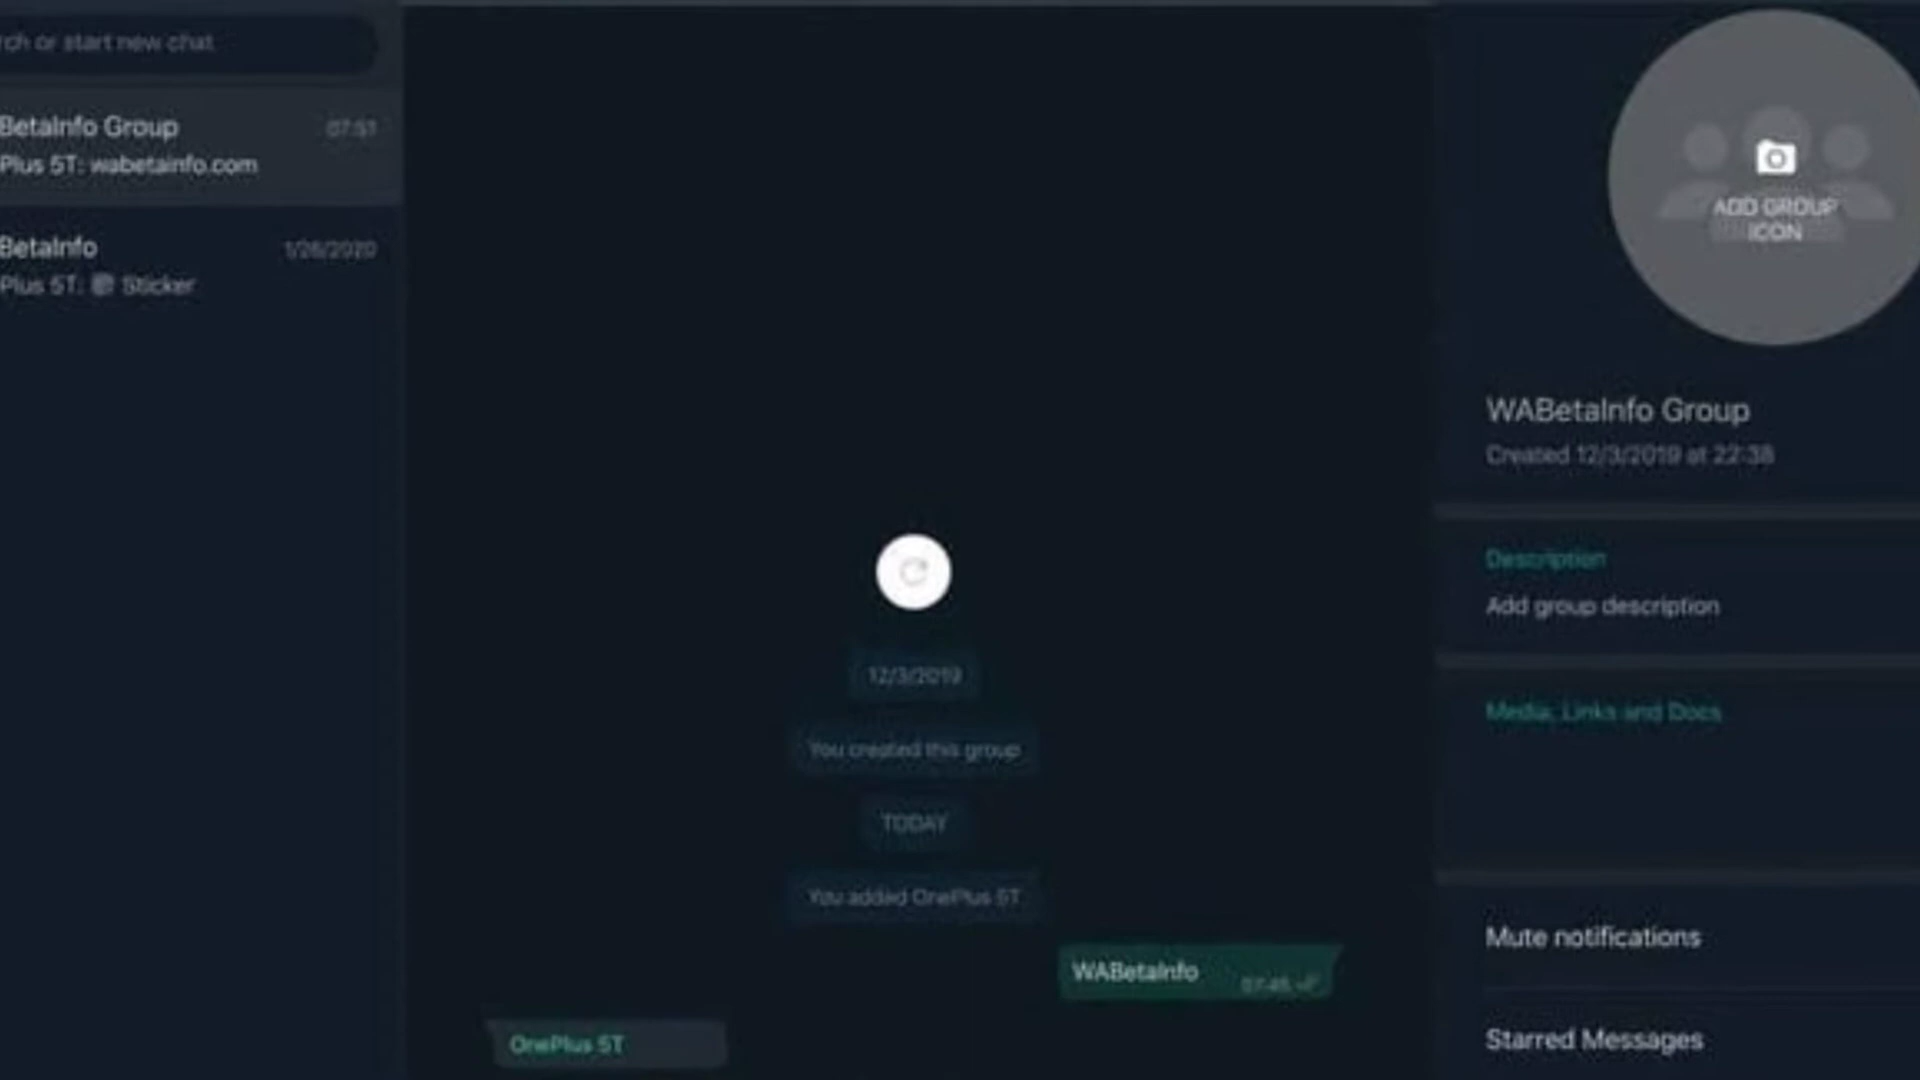 rch or start new chat
BetaInfo Group 07:51
Plus 5T: wabetainfo.com
BetaInfo 1/26/2020
Plus 5T: Sticker
12/3/2019
You created this group
TODAY
You added OnePlus 5T
WABetaInfo 07:46
OnePlus 5T
ADD GROUP
ICON
WABetaInfo Group
Created 12/3/2019 at 22:38
Description
Add group description
Media, Links and Docs
Mute notifications
Starred Messages